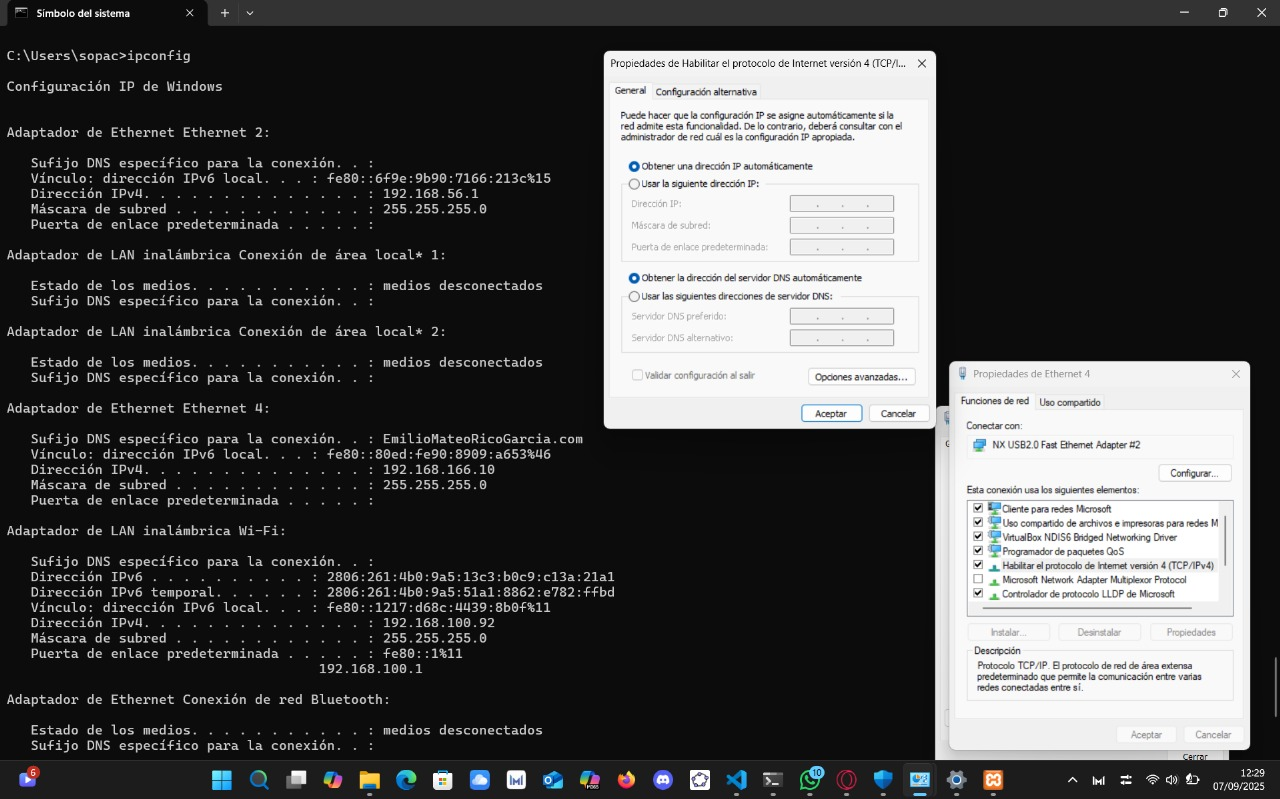 Símbolo del sistema
C:\Users\sopac>ipconfig
Configuración IP de Windows
Adaptador de Ethernet Ethernet 2:
Sufijo DNS específico para la conexión. . :
Vínculo: dirección IPv6 local. . . : fe80::6f9e:9b90:7166:213c%15
Dirección IPv4. . . . . . . . . . . . . . : 192.168.56.1
Máscara de subred . . . . . . . . . . . . : 255.255.255.0
Puerta de enlace predeterminada . . . . . :
Adaptador de LAN inalámbrica Conexión de área local* 1:
Estado de los medios. . . . . . . . . . . : medios desconectados
Sufijo DNS específico para la conexión. . :
Adaptador de LAN inalámbrica Conexión de área local* 2:
Estado de los medios. . . . . . . . . . . : medios desconectados
Sufijo DNS específico para la conexión. . :
Adaptador de Ethernet Ethernet 4:
Sufijo DNS específico para la conexión. . : EmilioMateoRicoGarcia.com
Vínculo: dirección IPv6 local. . . : fe80::80ed:fe90:8909:a653%46
Dirección IPv4. . . . . . . . . . . . . . : 192.168.166.10
Máscara de subred . . . . . . . . . . . . : 255.255.255.0
Puerta de enlace predeterminada . . . . . :
Adaptador de LAN inalámbrica Wi-Fi:
Sufijo DNS específico para la conexión. . :
Dirección IPv6 . . . . . . . . . . : 2806:261:4b0:9a5:13c3:b0c9:c13a:21a1
Dirección IPv6 temporal. . . . . . : 2806:261:4b0:9a5:51a1:8862:e782:ffbd
Vínculo: dirección IPv6 local. . . : fe80::1217:d68c:4439:8b0f%11
Dirección IPv4. . . . . . . . . . . . . . : 192.168.100.92
Máscara de subred . . . . . . . . . . . . : 255.255.255.0
Puerta de enlace predeterminada . . . . . : fe80::1%11
192.168.100.1
Adaptador de Ethernet Conexión de red Bluetooth:
Estado de los medios. . . . . . . . . . . : medios desconectados
Sufijo DNS específico para la conexión. . :
Propiedades de Habilitar el protocolo de Internet versión 4 (TCP/I...
General Configuración alternativa
Puede hacer que la configuración IP se asigne automáticamente si la
red admite esta funcionalidad. De lo contrario, deberá consultar con el
administrador de red cuál es la configuración IP apropiada.
Obtener una dirección IP automáticamente
Usar la siguiente dirección IP:
Dirección IP:
Máscara de subred:
Puerta de enlace predeterminada:
Obtener la dirección del servidor DNS automáticamente
Usar las siguientes direcciones de servidor DNS:
Servidor DNS preferido:
Servidor DNS alternativo:
Validar configuración al salir
Opciones avanzadas...
Aceptar Cancelar
Propiedades de Ethernet 4
Funciones de red Uso compartido
Conectar con:
NX USB2.0 Fast Ethernet Adapter #2
Configurar...
Esta conexión usa los siguientes elementos:
Cliente para redes Microsoft
Uso compartido de archivos e impresoras para redes M
VirtualBox NDIS6 Bridged Networking Driver
Programador de paquetes QoS
Habilitar el protocolo de Internet versión 4 (TCP/IPv4)
Microsoft Network Adapter Multiplexor Protocol
Controlador de protocolo LLDP de Microsoft
Instalar... Desinstalar Propiedades
Descripción
Protocolo TCP/IP. El protocolo de red de área extensa
predeterminado que permite la comunicación entre varias
redes conectadas entre sí.
Aceptar Cancelar
Cerrar
6
M365
10
12:29
07/09/2025